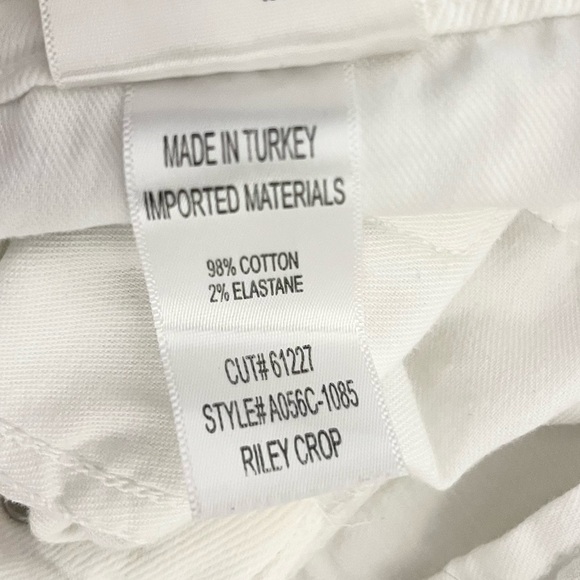 MADE IN TURKEY
IMPORTED MATERIALS
98% COTTON
2% ELASTANE
CUT# 61227
STYLE# A056C-1085
RILEY CROP